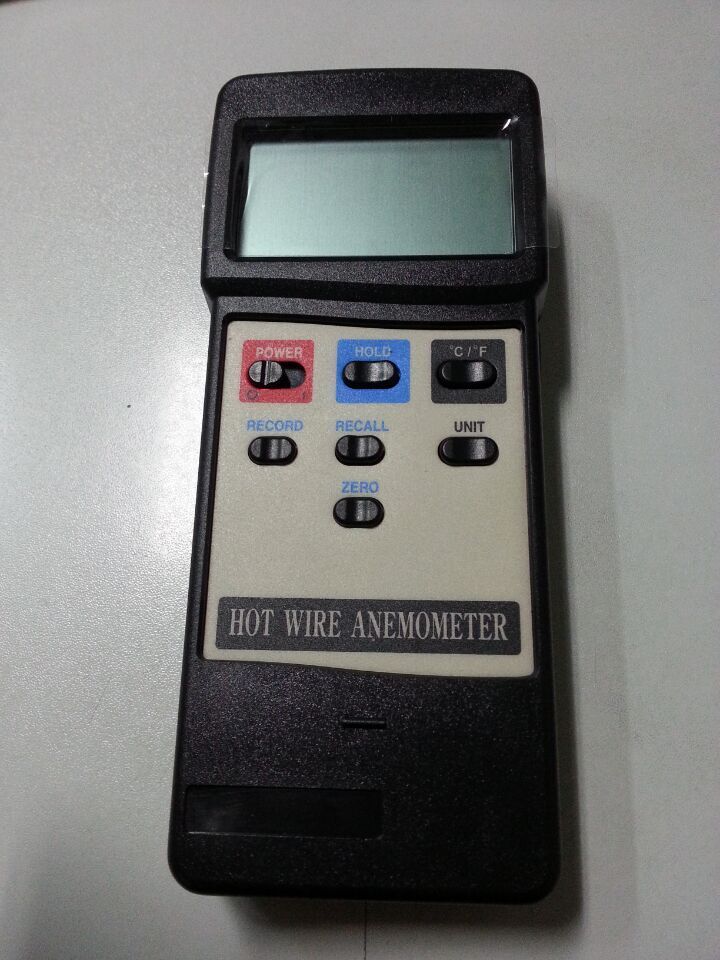 POWER
HOLD
°C/°F
O I
RECORD
RECALL
UNIT
ZERO
HOT WIRE ANEMOMETER